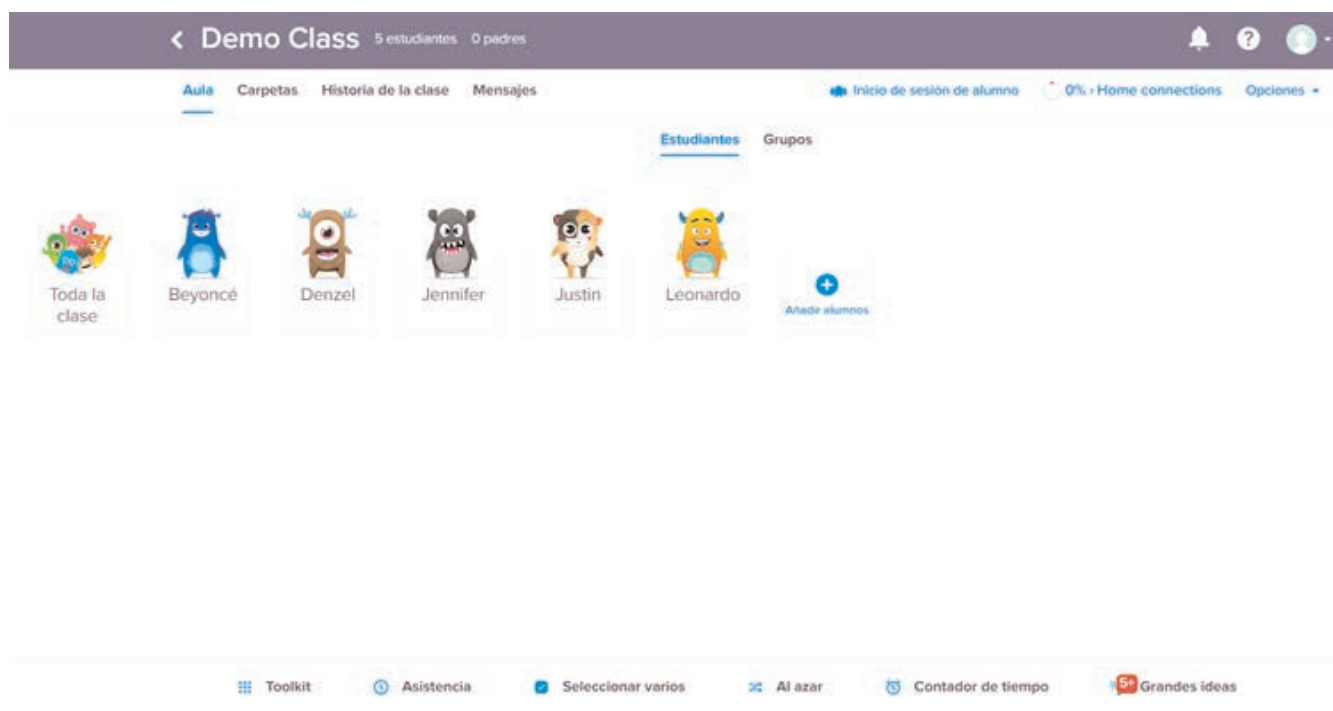 Demo Class 5 estudiantes 0 padres
Aula Carpetas Historia de la clase Mensajes
Inicio de sesión de alumno 0% › Home connections Opciones
Estudiantes Grupos
Toda la
clase
Beyoncé
Denzel
Jennifer
Justin
Leonardo
Añadir alumnos
Toolkit Asistencia Seleccionar varios Al azar Contador de tiempo 5+ Grandes ideas